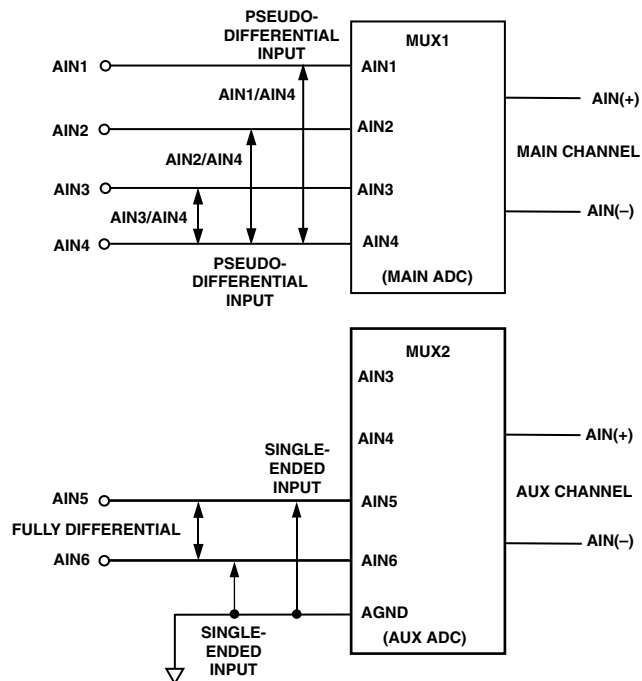 PSEUDO-
DIFFERENTIAL
INPUT
MUX1
AIN1
AIN1
AIN1/AIN4
AIN(+)
AIN2
AIN2
AIN2/AIN4
MAIN CHANNEL
AIN3
AIN3
AIN3/AIN4
AIN(–)
AIN4
AIN4
PSEUDO-
DIFFERENTIAL
INPUT
(MAIN ADC)
MUX2
AIN3
AIN4
AIN(+)
SINGLE-
ENDED
INPUT
AIN5
AIN5
AUX CHANNEL
FULLY DIFFERENTIAL
AIN(–)
AIN6
AIN6
AGND
SINGLE-
ENDED
INPUT
(AUX ADC)